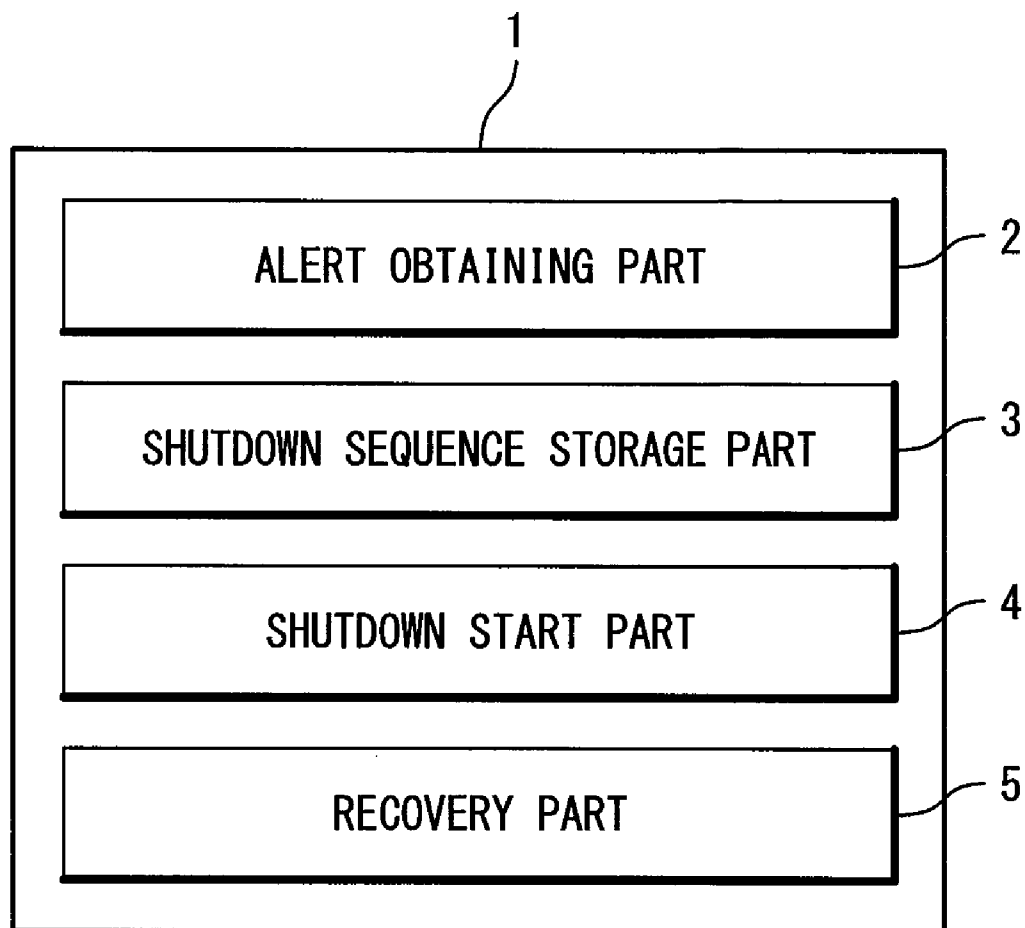 1
ALERT OBTAINING PART
2
SHUTDOWN SEQUENCE STORAGE PART
3
SHUTDOWN START PART
4
RECOVERY PART
5